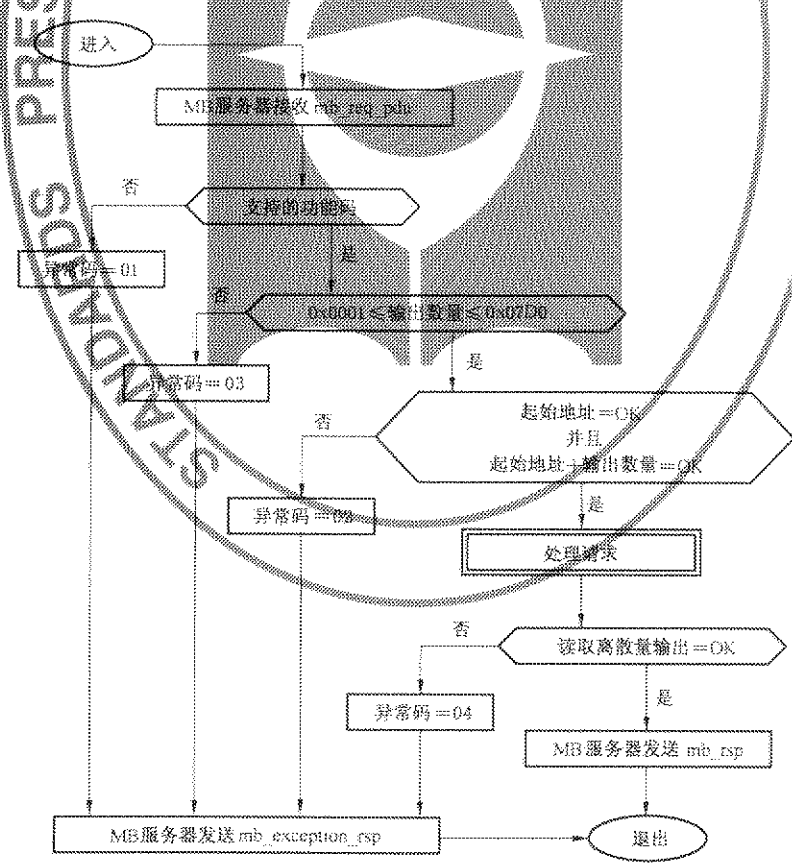 进入
MB服务器接收 mb_req_pdu
否
支持的功能码
是
异常码=01
否
0x0001≤输出数量≤0x07D0
是
异常码=03
否
起始地址=OK
并且
起始地址+输出数量=OK
是
异常码=02
处理请求
否
读取离散量输出=OK
是
异常码=04
MB服务器发送 mb_rsp
MB服务器发送 mb_exception_rsp
退出
STANDARDS PRES